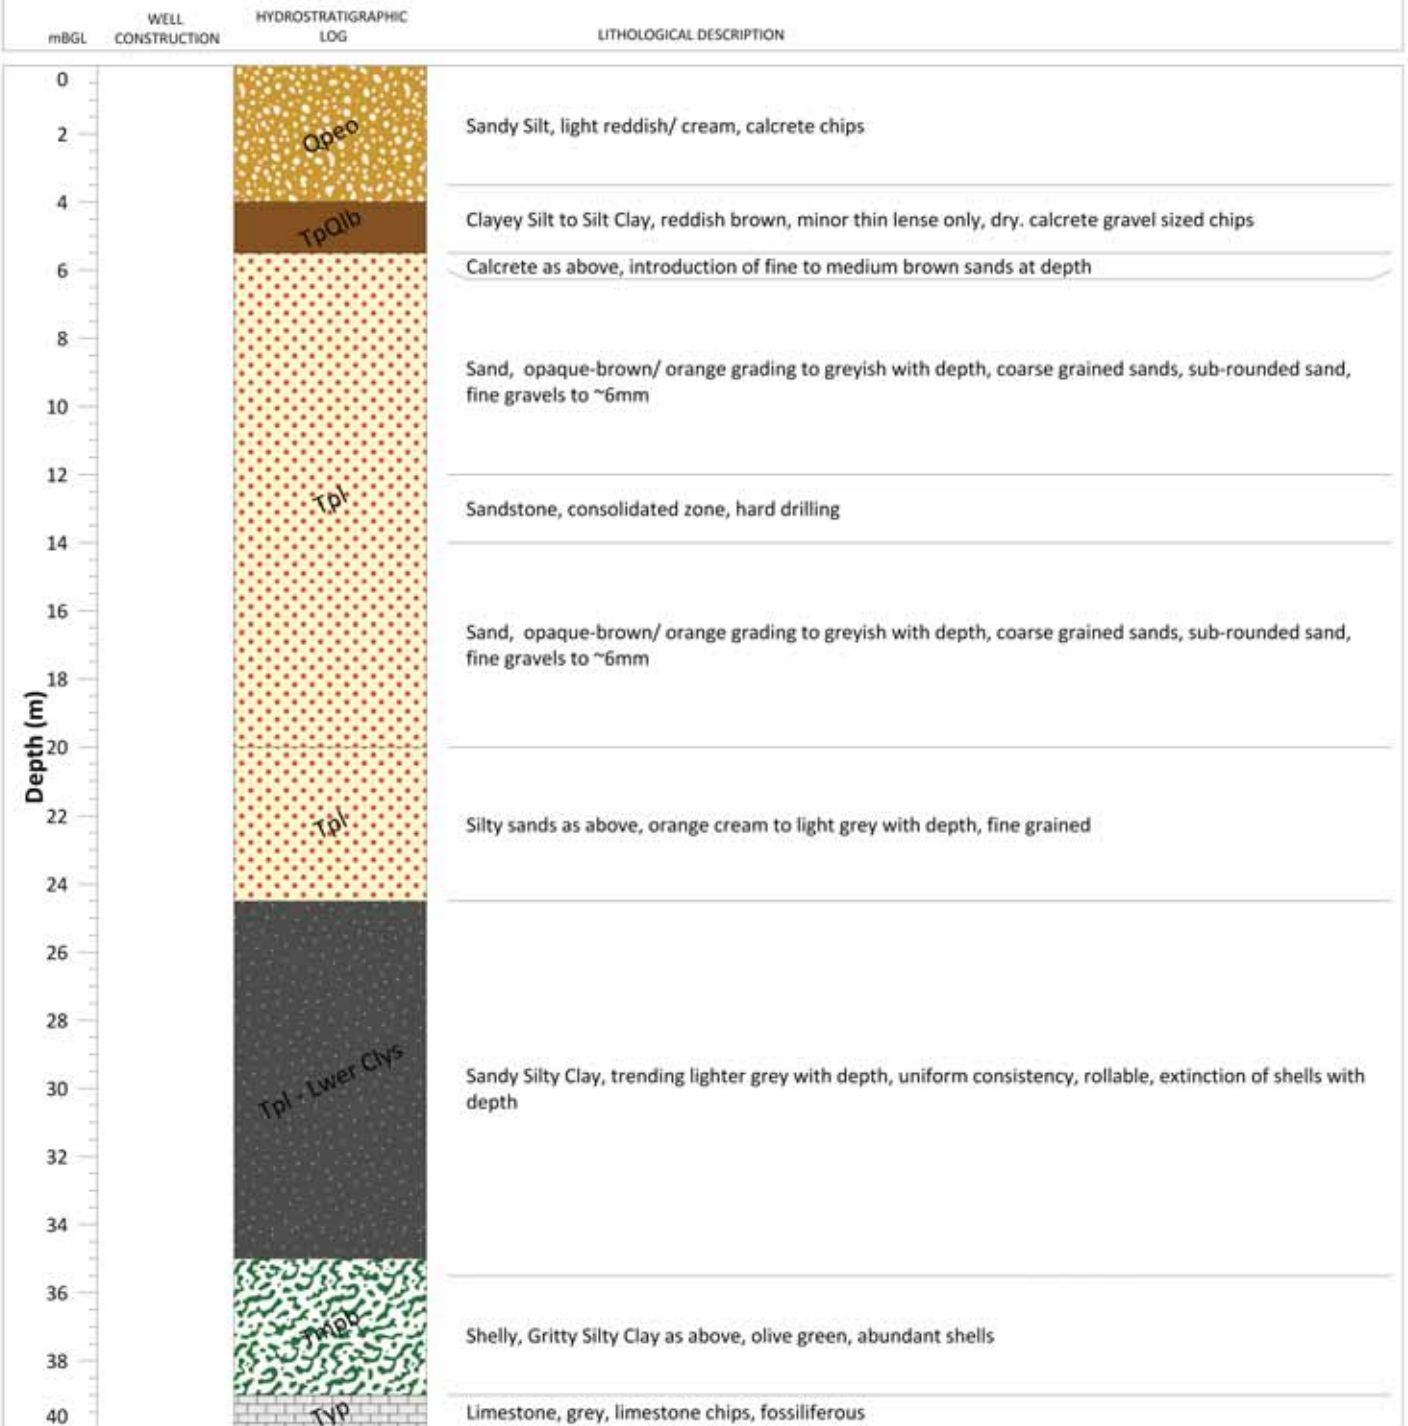 mBGL
WELL
CONSTRUCTION
HYDROSTRATIGRAPHIC
LOG
LITHOLOGICAL DESCRIPTION
Depth (m)
0
Qpeo
Sandy Silt, light reddish/ cream, calcrete chips
2
4
TpQlb
Clayey Silt to Silt Clay, reddish brown, minor thin lense only, dry. calcrete gravel sized chips
6
Calcrete as above, introduction of fine to medium brown sands at depth
8
Sand,  opaque-brown/ orange grading to greyish with depth, coarse grained sands, sub-rounded sand,
fine gravels to ~6mm
10
12
Tpl
Sandstone, consolidated zone, hard drilling
14
16
Sand,  opaque-brown/ orange grading to greyish with depth, coarse grained sands, sub-rounded sand,
fine gravels to ~6mm
18
20
22
Tpl
Silty sands as above, orange cream to light grey with depth, fine grained
24
26
28
Tpl - Lwer Clys
30
Sandy Silty Clay, trending lighter grey with depth, uniform consistency, rollable, extinction of shells with
depth
32
34
36
Tmpb
Shelly, Gritty Silty Clay as above, olive green, abundant shells
38
40
Typ
Limestone, grey, limestone chips, fossiliferous